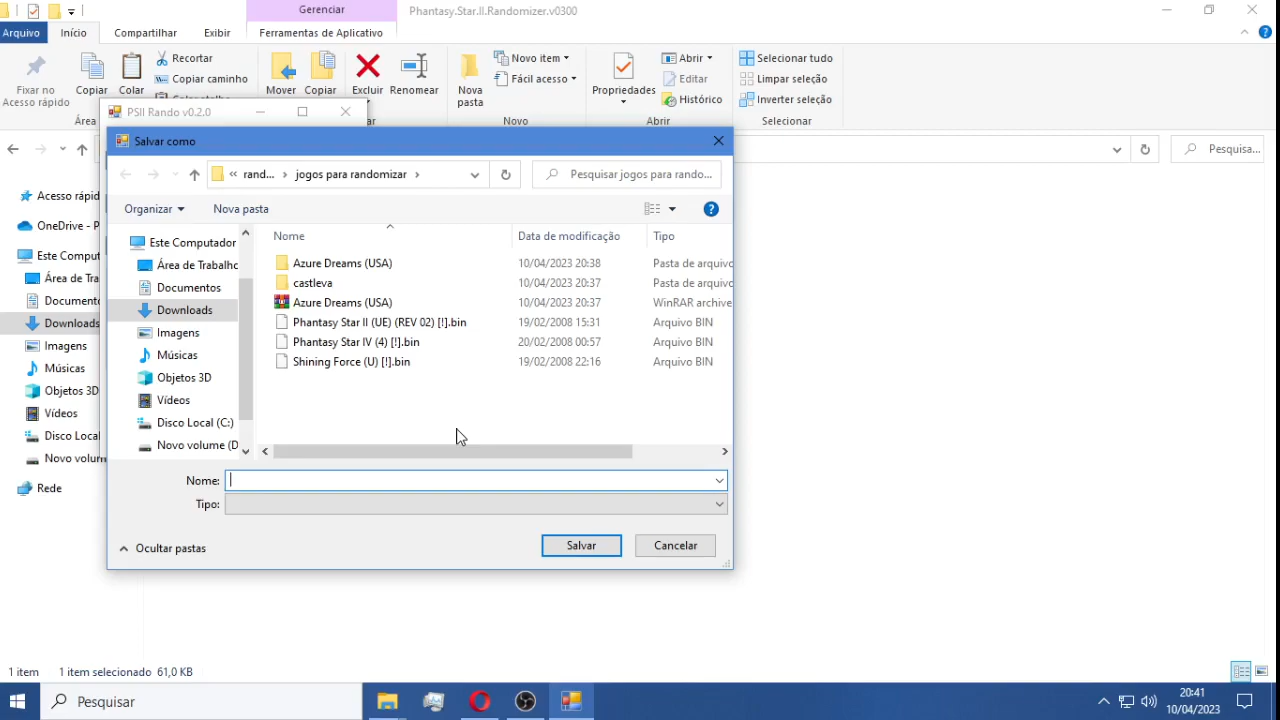 Gerenciar
Phantasy.Star.II.Randomizer.v0300
Arquivo
Início
Compartilhar
Exibir
Ferramentas de Aplicativo
Fixar no
Acesso rápido
Copiar
Colar
Recortar
Copiar caminho
Mover
Copiar
Excluir
Renomear
Nova
pasta
Novo item
Fácil acesso
Propriedades
Abrir
Editar
Histórico
Selecionar tudo
Limpar seleção
Inverter seleção
Novo
Abrir
Selecionar
PSII Rando v0.2.0
Salvar como
rand...
jogos para randomizar
Pesquisar jogos para rando...
Pesquisa...
Organizar
Nova pasta
Acesso rápid
OneDrive - P
Este Comput
Área de Tra
Documento
Downloads
Imagens
Músicas
Objetos 3D
Vídeos
Disco Local
Novo volum
Rede
Este Computador
Área de Trabalho
Documentos
Downloads
Imagens
Músicas
Objetos 3D
Vídeos
Disco Local (C:)
Novo volume (D
Nome
Data de modificação
Tipo
Azure Dreams (USA) 10/04/2023 20:38 Pasta de arquivo
castleva 10/04/2023 20:37 Pasta de arquivo
Azure Dreams (USA) 10/04/2023 20:37 WinRAR archive
Phantasy Star II (UE) (REV 02) [!].bin 19/02/2008 15:31 Arquivo BIN
Phantasy Star IV (4) [!].bin 20/02/2008 00:57 Arquivo BIN
Shining Force (U) [!].bin 19/02/2008 22:16 Arquivo BIN
Nome:
Tipo:
Ocultar pastas
Salvar
Cancelar
1 item
1 item selecionado 61,0 KB
Pesquisar
20:41
10/04/2023